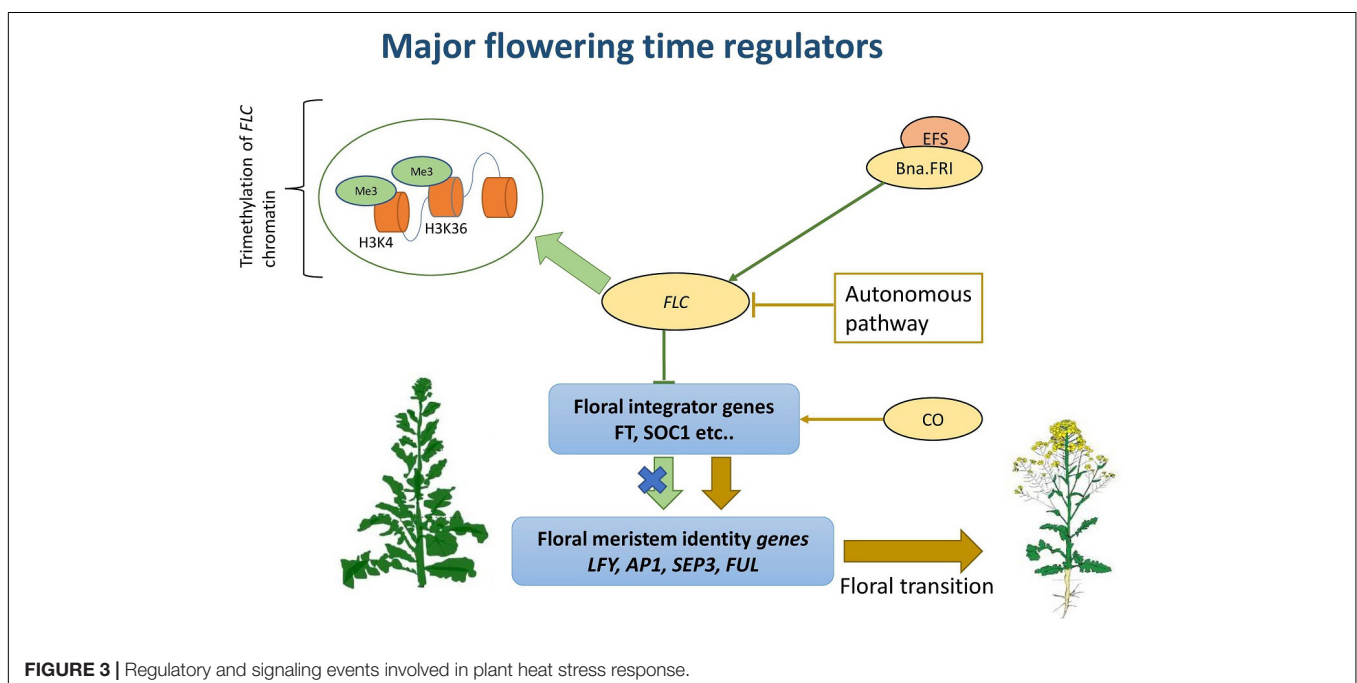 Major flowering time regulators
Trimethylation of FLC
chromatin
Me3
Me3
H3K4
H3K36
EFS
Bna.FRI
FLC
Autonomous
pathway
Floral integrator genes
FT, SOC1 etc..
CO
Floral meristem identity genes
LFY, AP1, SEP3, FUL
Floral transition
FIGURE 3 | Regulatory and signaling events involved in plant heat stress response.